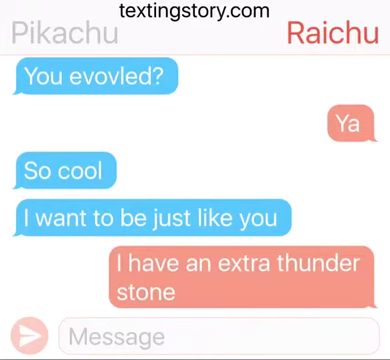 textingstory.com
Pikachu
Raichu
You evovled?
Ya
So cool
I want to be just like you
I have an extra thunder
stone
Message